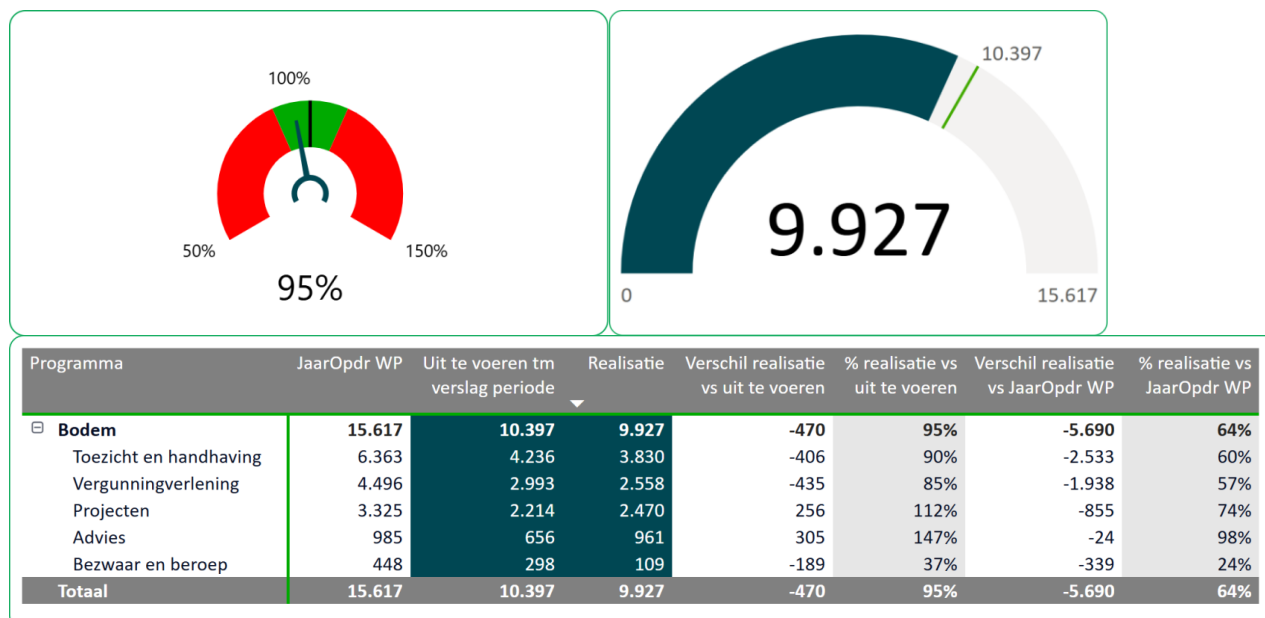 100%
50%
150%
95%
10.397
9.927
0
15.617
Programma JaarOpdr WP Uit te voeren tm verslag periode Realisatie Verschil realisatie vs uit te voeren % realisatie vs uit te voeren Verschil realisatie vs JaarOpdr WP % realisatie vs JaarOpdr WP
Bodem 15.617 10.397 9.927 -470 95% -5.690 64%
Toezicht en handhaving 6.363 4.236 3.830 -406 90% -2.533 60%
Vergunningverlening 4.496 2.993 2.558 -435 85% -1.938 57%
Projecten 3.325 2.214 2.470 256 112% -855 74%
Advies 985 656 961 305 147% -24 98%
Bezwaar en beroep 448 298 109 -189 37% -339 24%
Totaal 15.617 10.397 9.927 -470 95% -5.690 64%